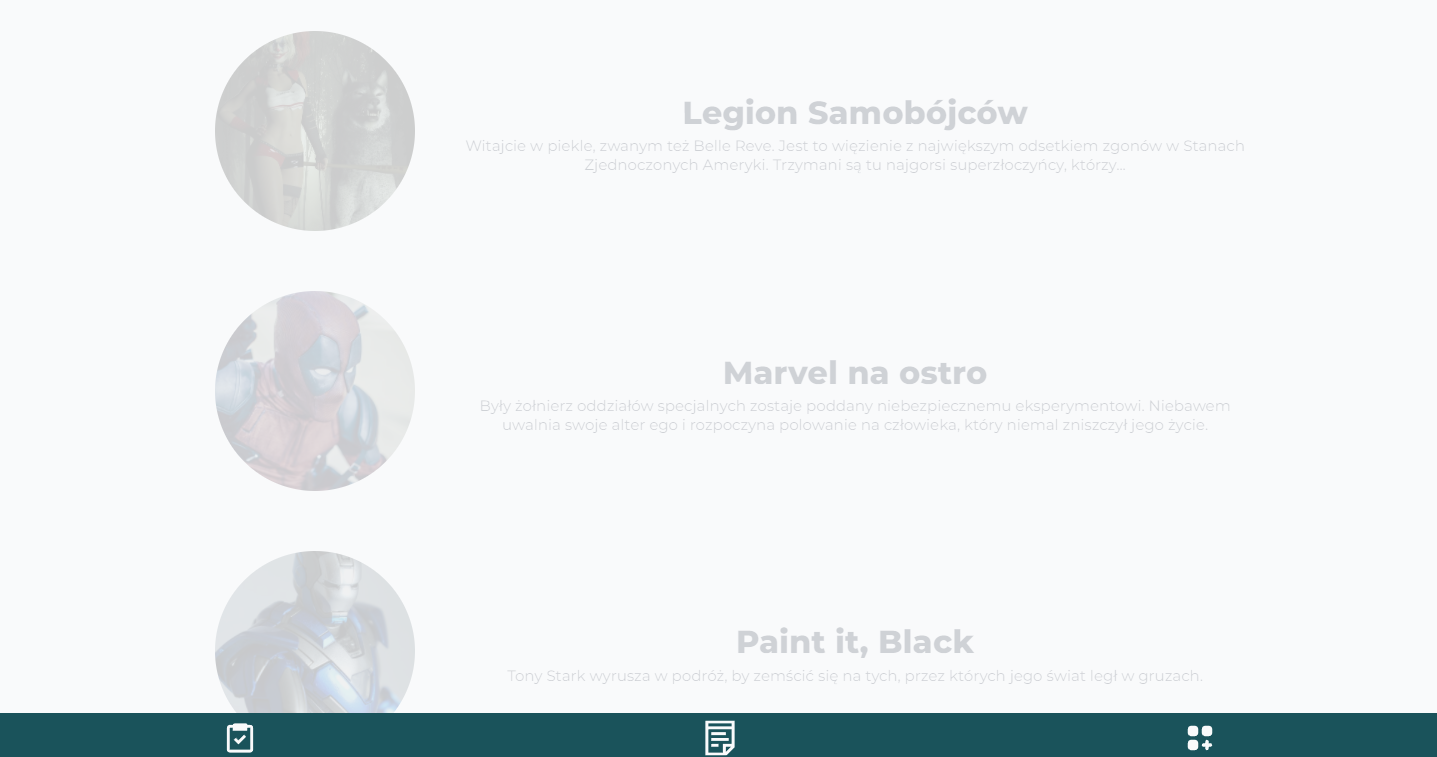 Legion Samobójców
Witajcie w piekle, zwanym też Belle Reve. Jest to więzienie z największym odsetkiem zgonów w Stanach
Zjednoczonych Ameryki. Trzymani są tu najgorsi superzłoczyńcy, którzy...
Marvel na ostro
Były żołnierz oddziałów specjalnych zostaje poddany niebezpiecznemu eksperymentowi. Niebawem
uwalnia swoje alter ego i rozpoczyna polowanie na człowieka, który niemal zniszczył jego życie.
Paint it, Black
Tony Stark wyrusza w podróż, by zemścić się na tych, przez których jego świat legł w gruzach.